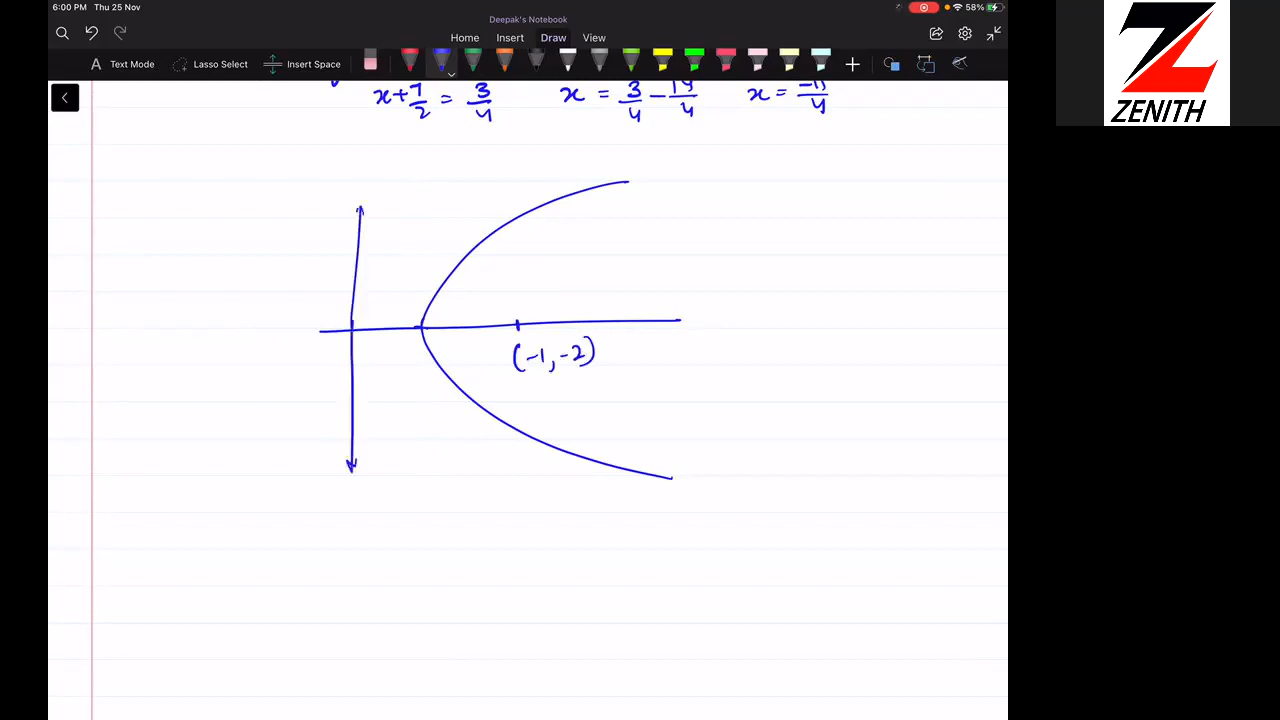 6:00 PM Thu 25 Nov
58%
Deepak's Notebook
Home Insert Draw View
A Text Mode Lasso Select Insert Space
x + 7/2 = 3/4 x = 3/4 - 14/4 x = -11/4
(-1, -2)
ZENITH